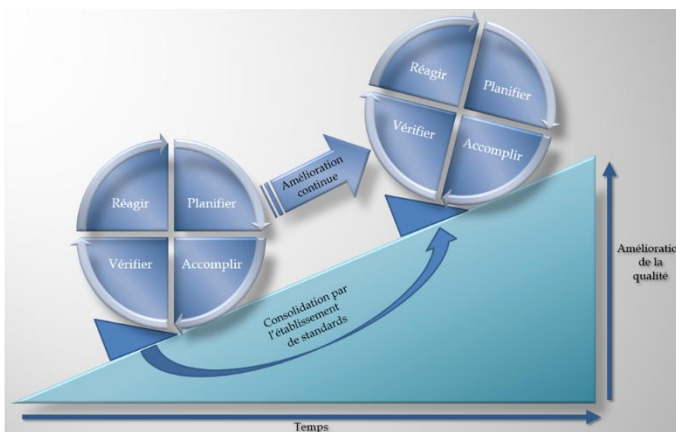 Réagir
Planifier
Vérifier
Accomplir
Amélioration
continue
Réagir
Planifier
Vérifier
Accomplir
Consolidation par
l'établissement
de standards
Amélioration
de la
qualité
Temps